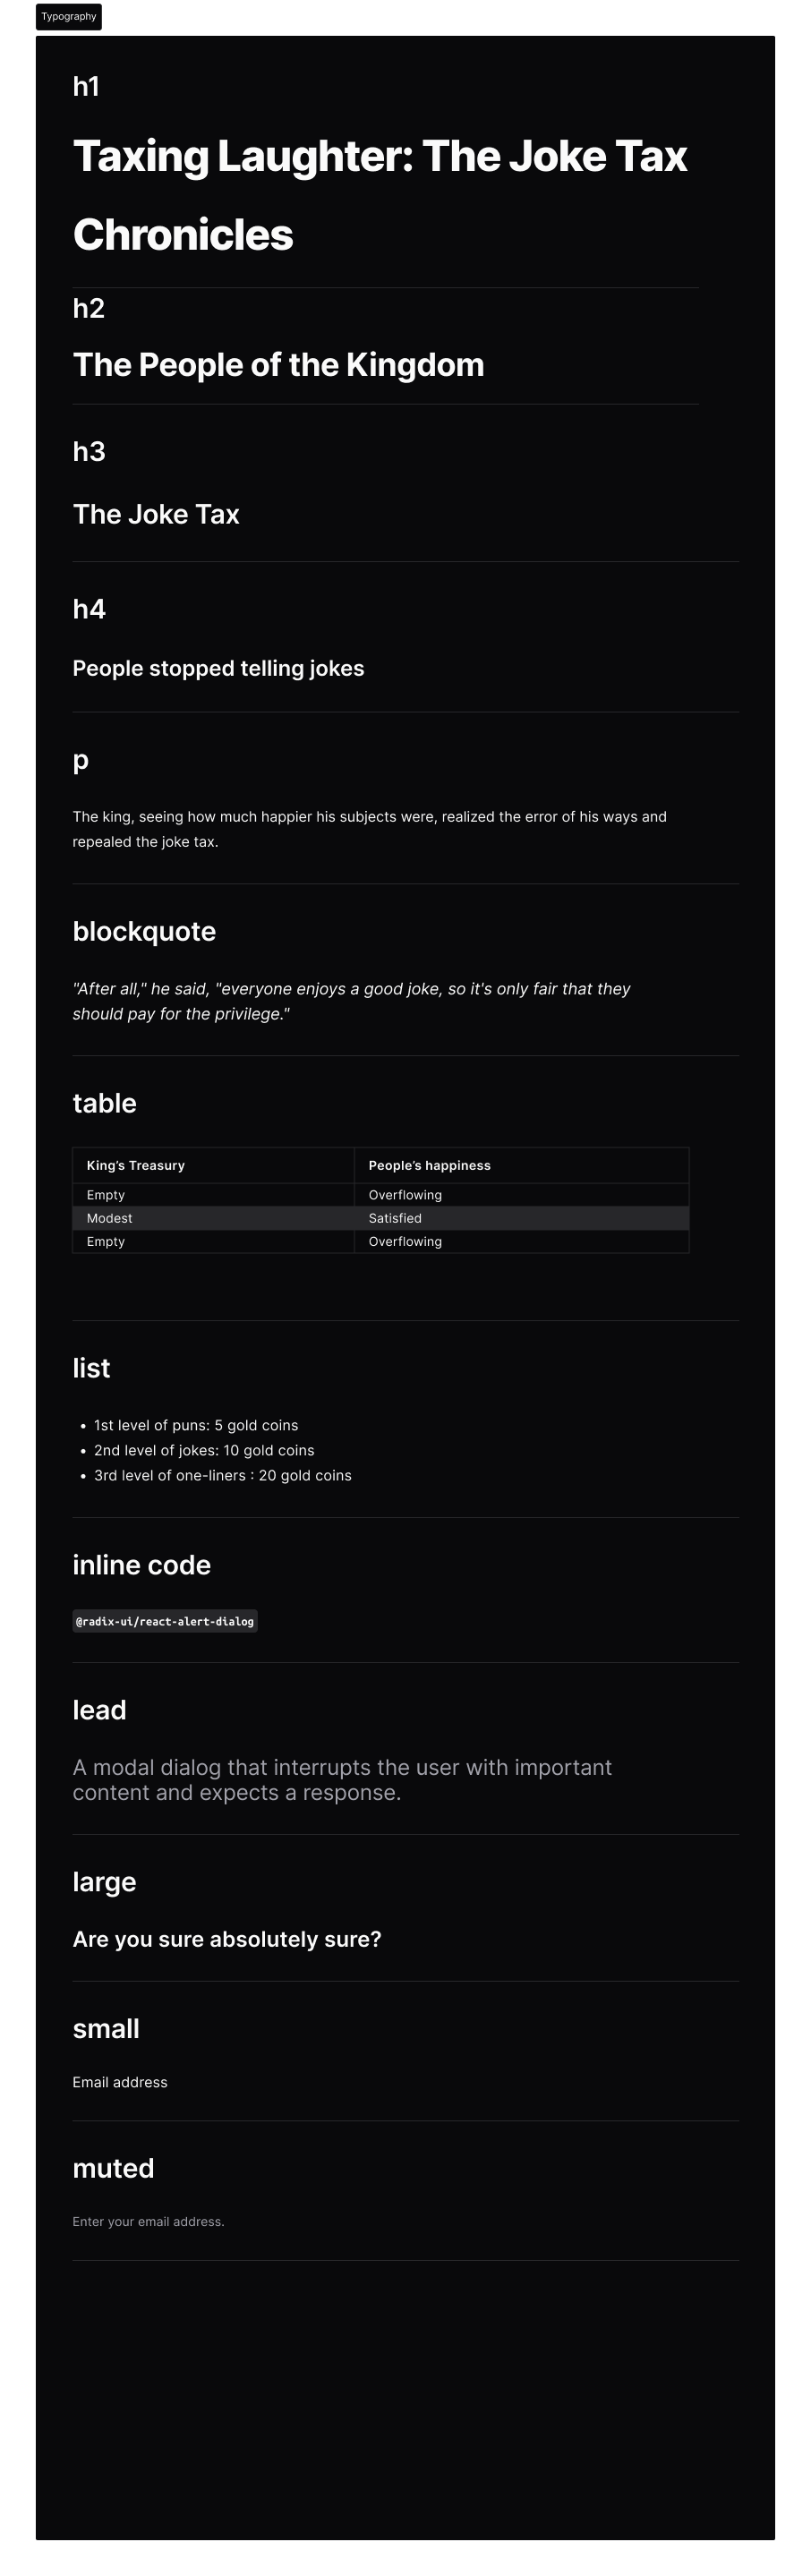 Typography
h1
Taxing Laughter: The Joke Tax
Chronicles
h2
The People of the Kingdom
h3
The Joke Tax
h4
People stopped telling jokes
p
The king, seeing how much happier his subjects were, realized the error of his ways and
repealed the joke tax.
blockquote
"After all," he said, "everyone enjoys a good joke, so it's only fair that they
should pay for the privilege."
table
King’s Treasury People’s happiness
Empty Overflowing
Modest Satisfied
Empty Overflowing
list
• 1st level of puns: 5 gold coins
• 2nd level of jokes: 10 gold coins
• 3rd level of one-liners : 20 gold coins
inline code
@radix-ui/react-alert-dialog
lead
A modal dialog that interrupts the user with important
content and expects a response.
large
Are you sure absolutely sure?
small
Email address
muted
Enter your email address.